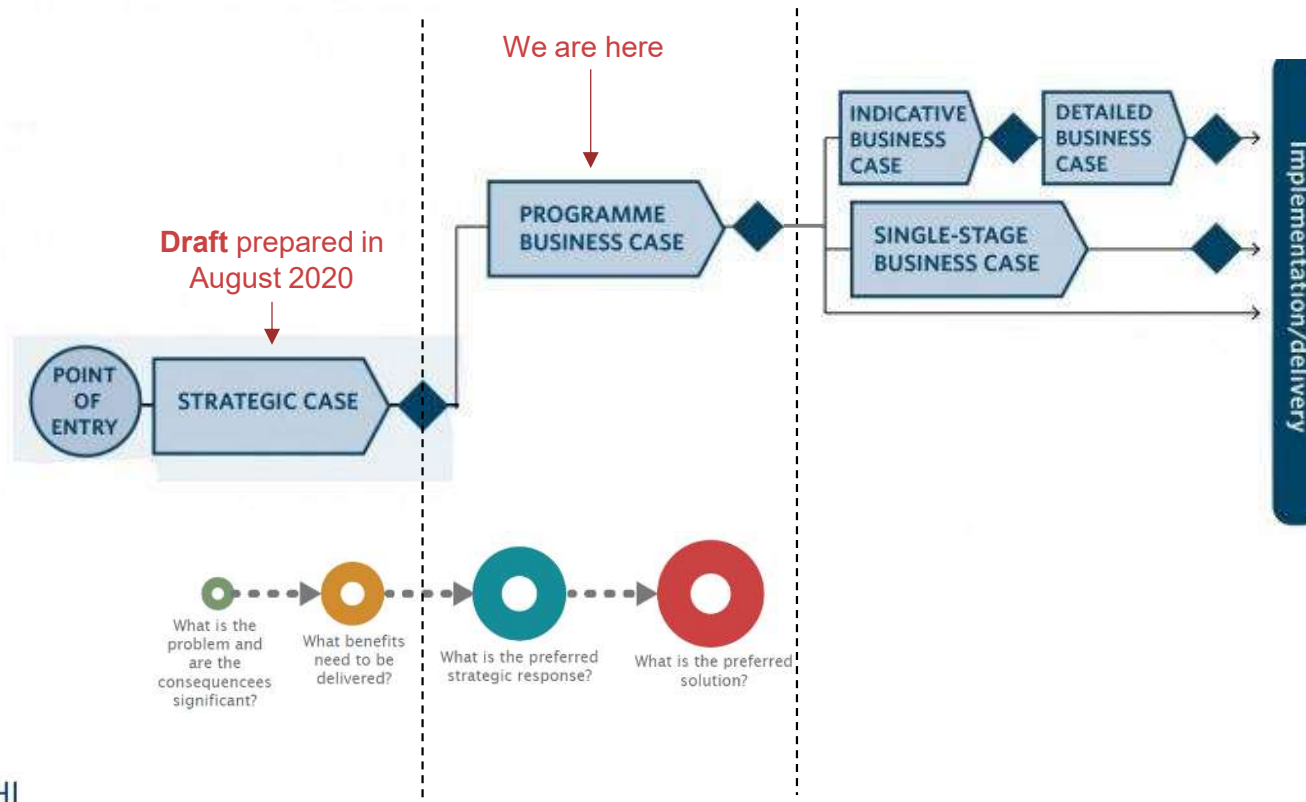 We are here
INDICATIVE
BUSINESS
CASE
DETAILED
BUSINESS
CASE
PROGRAMME
BUSINESS CASE
SINGLE-STAGE
BUSINESS CASE
Implementation/delivery
Draft prepared in
August 2020
POINT
OF
ENTRY
STRATEGIC CASE
What is the
problem and
are the
consequencees
significant?
What benefits
need to be
delivered?
What is the preferred
strategic response?
What is the preferred
solution?